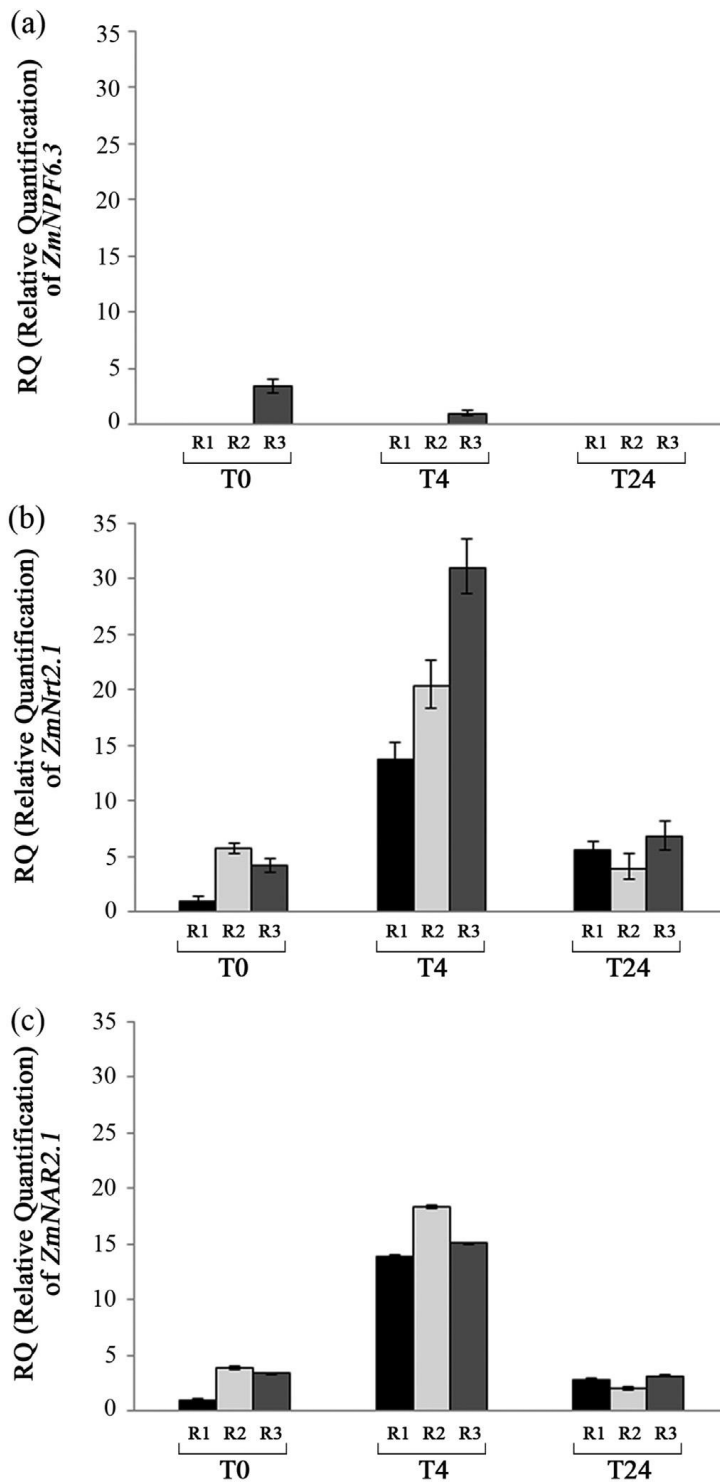 (a)
RQ (Relative Quantification)
of ZmNPF6.3
35
30
25
20
15
10
5
0
R1 R2 R3 R1 R2 R3 R1 R2 R3
T0 T4 T24
(b)
RQ (Relative Quantification)
of ZmNrt2.1
35
30
25
20
15
10
5
0
R1 R2 R3 R1 R2 R3 R1 R2 R3
T0 T4 T24
(c)
RQ (Relative Quantification)
of ZmNAR2.1
35
30
25
20
15
10
5
0
R1 R2 R3 R1 R2 R3 R1 R2 R3
T0 T4 T24